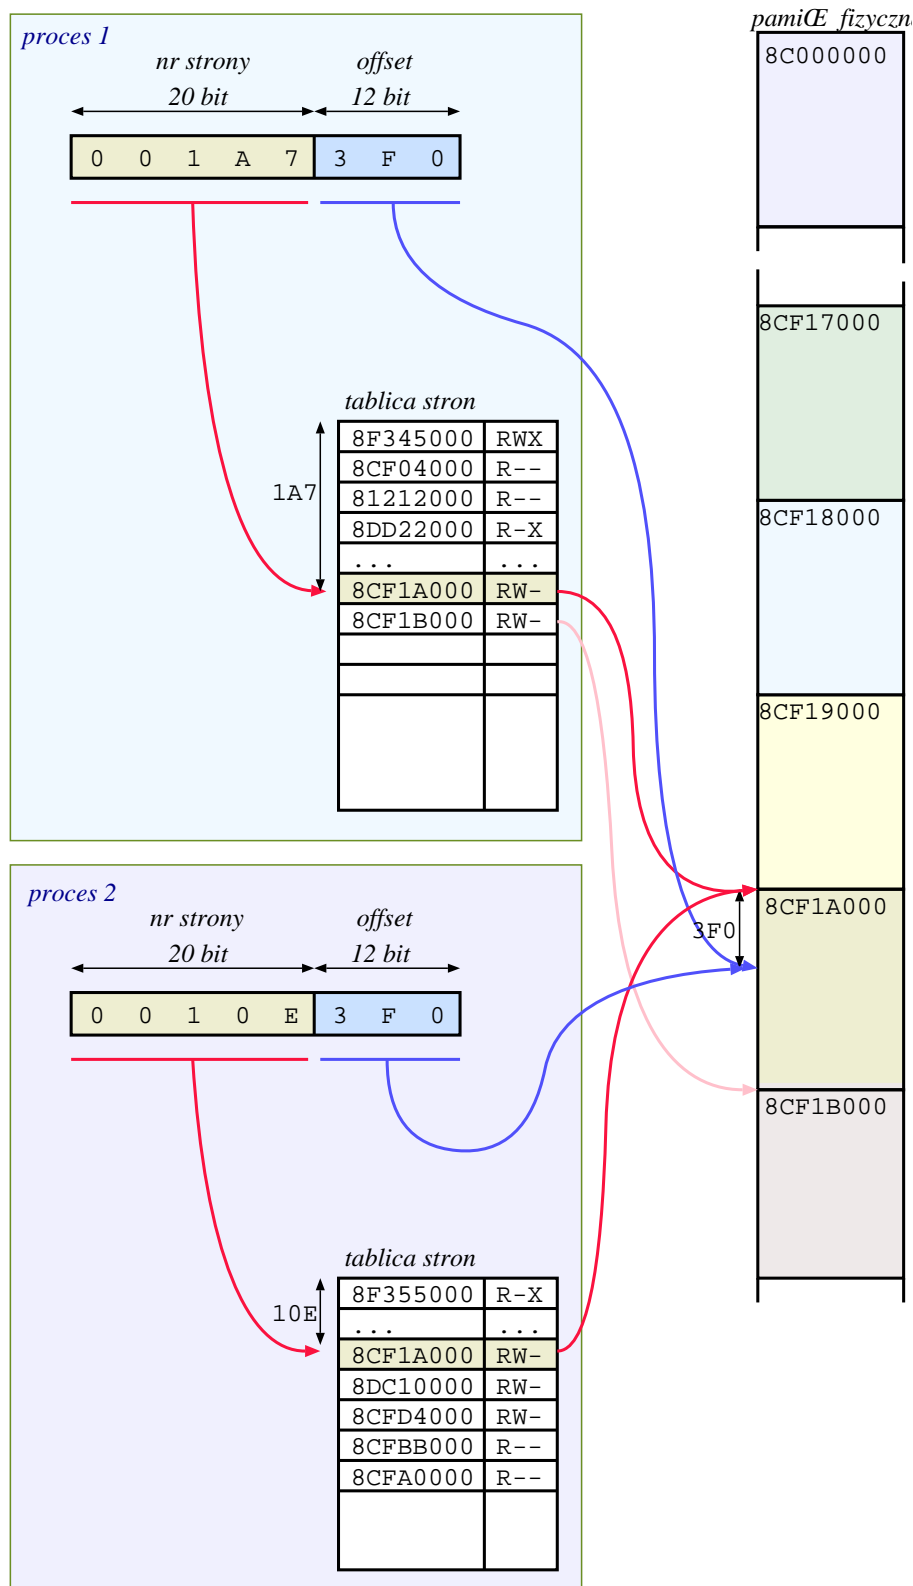 pamiŒ fizyczn
proces 1
8C000000
nr strony offset
20 bit 12 bit
0 0 1 A 7 3 F 0
8CF17000
tablica stron
8F345000 RWX
8CF04000 R--
1A7
81212000 R--
8CF18000
8DD22000 R-X
... ...
8CF1A000 RW-
8CF1B000 RW-
8CF19000
proces 2
8CF1A000
nr strony offset
3F0
20 bit 12 bit
0 0 1 0 E 3 F 0
8CF1B000
tablica stron
8F355000 R-X
10E
... ...
8CF1A000 RW-
8DC10000 RW-
8CFD4000 RW-
8CFBB000 R--
8CFA0000 R--